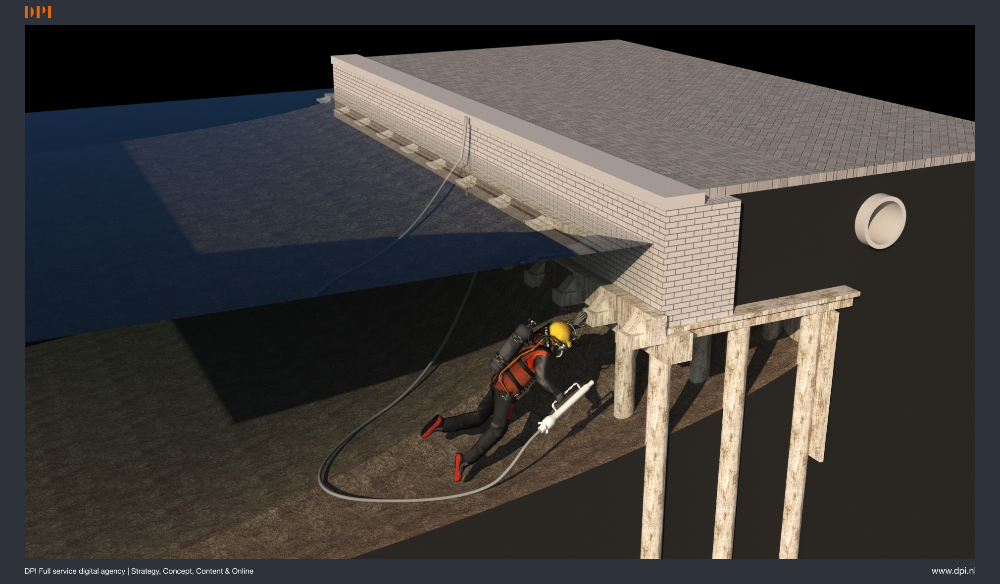 DPI
DPI Full service digital agency | Strategy, Concept, Content & Online
www.dpi.nl